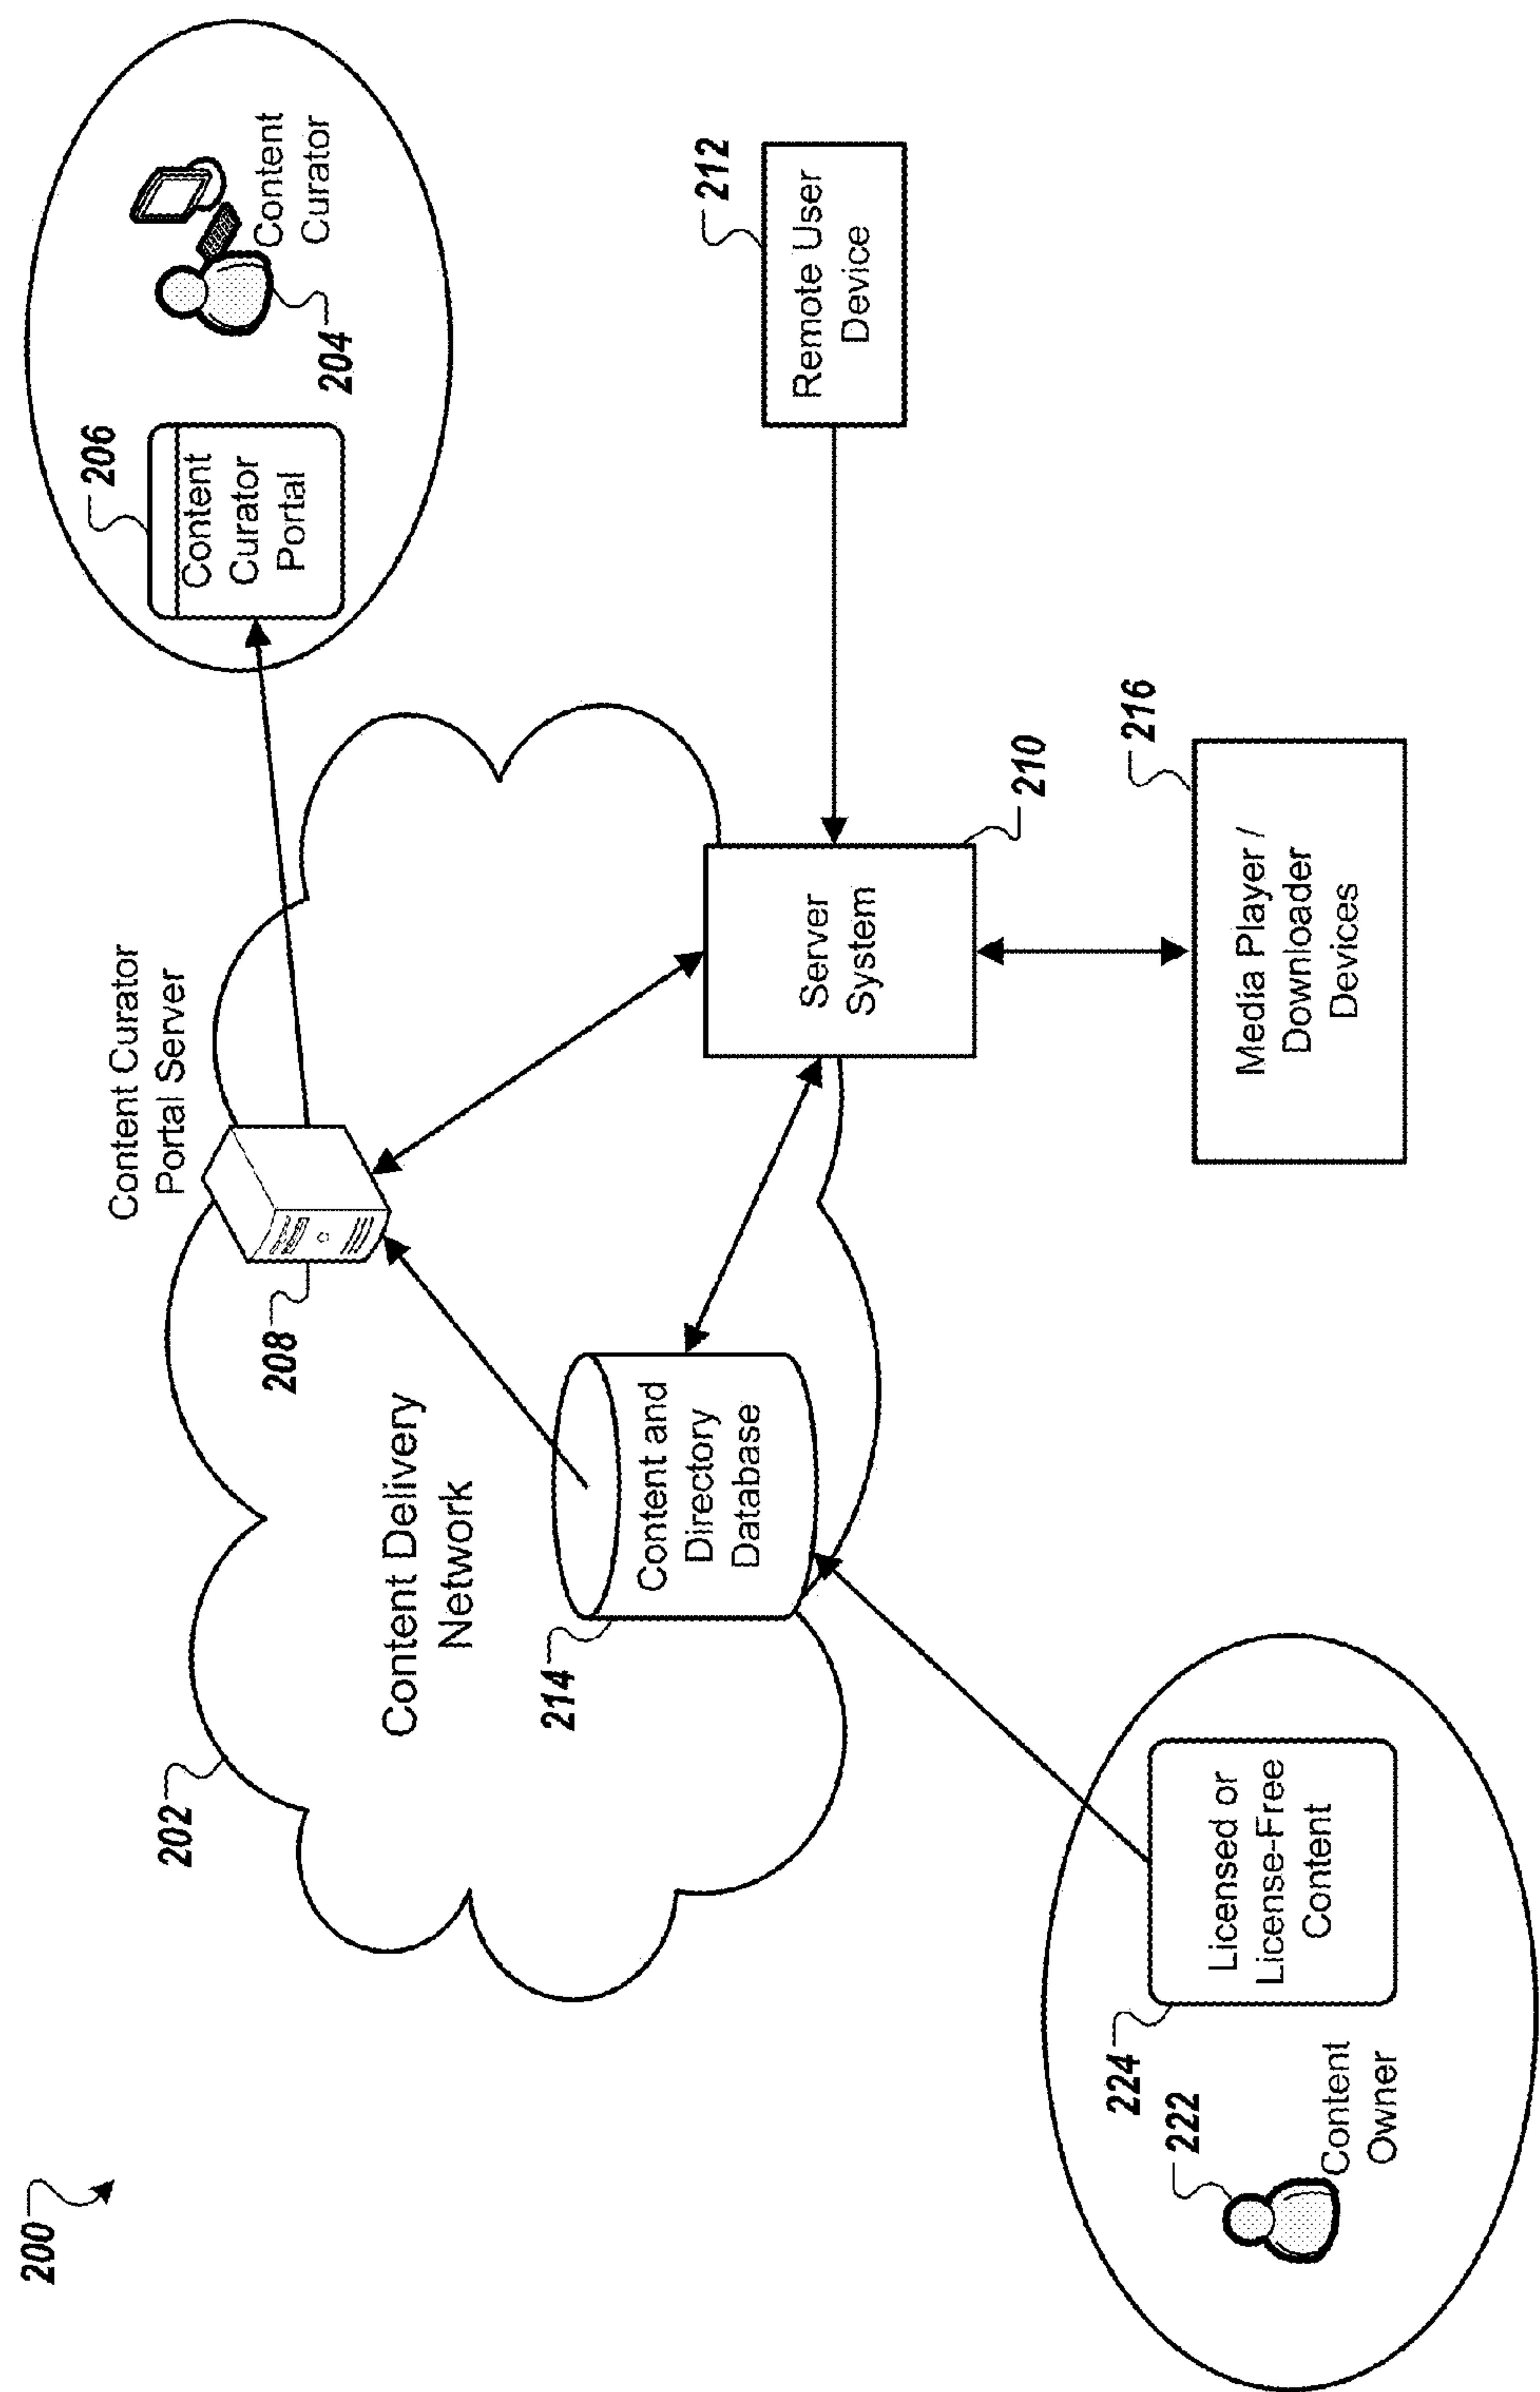 200
202
Content Delivery
Network
Content Curator
Portal Server
208
206
Content
Curator
Portal
204
Content
Curator
214
Content and
Directory
Database
Server
System
210
212
Remote User
Device
222
Content
Owner
224
Licensed or
License-Free
Content
216
Media Player /
Downloader
Devices